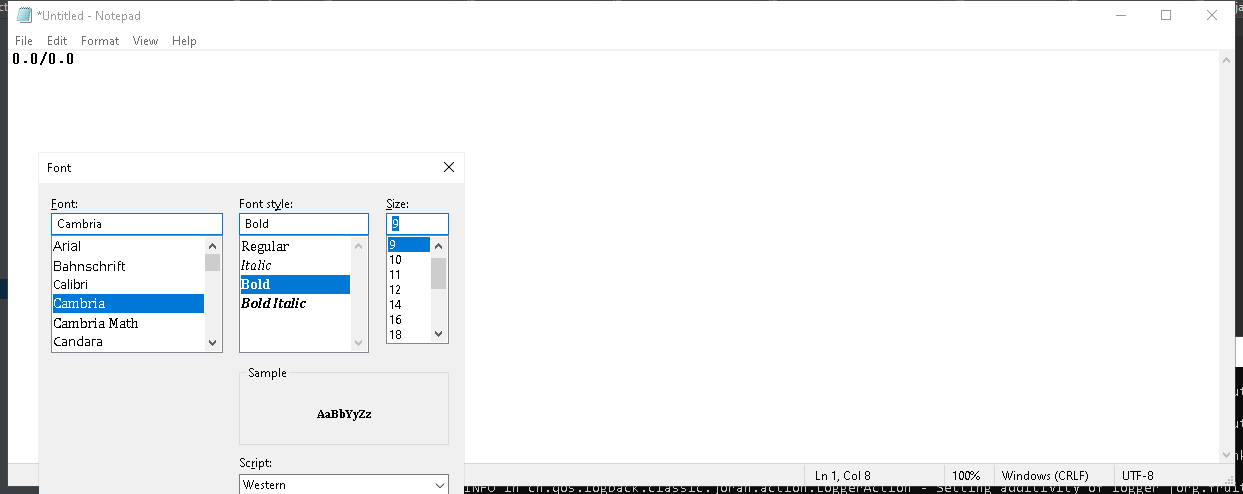 *Untitled - Notepad
File Edit Format View Help
0.0/0.0
Font
Font: Font style: Size:
Cambria Bold 9
Arial Regular 9
Bahnschrift Italic 10
Calibri Bold 11
Cambria Bold Italic 12
Cambria Math 14
Candara 16
18
Sample
AaBbYyZz
Script:
Western
Ln 1, Col 8 100% Windows (CRLF) UTF-8
INFO in ch.qos.logback.classic.joran.action.LoggerAction - Setting additivity of logger